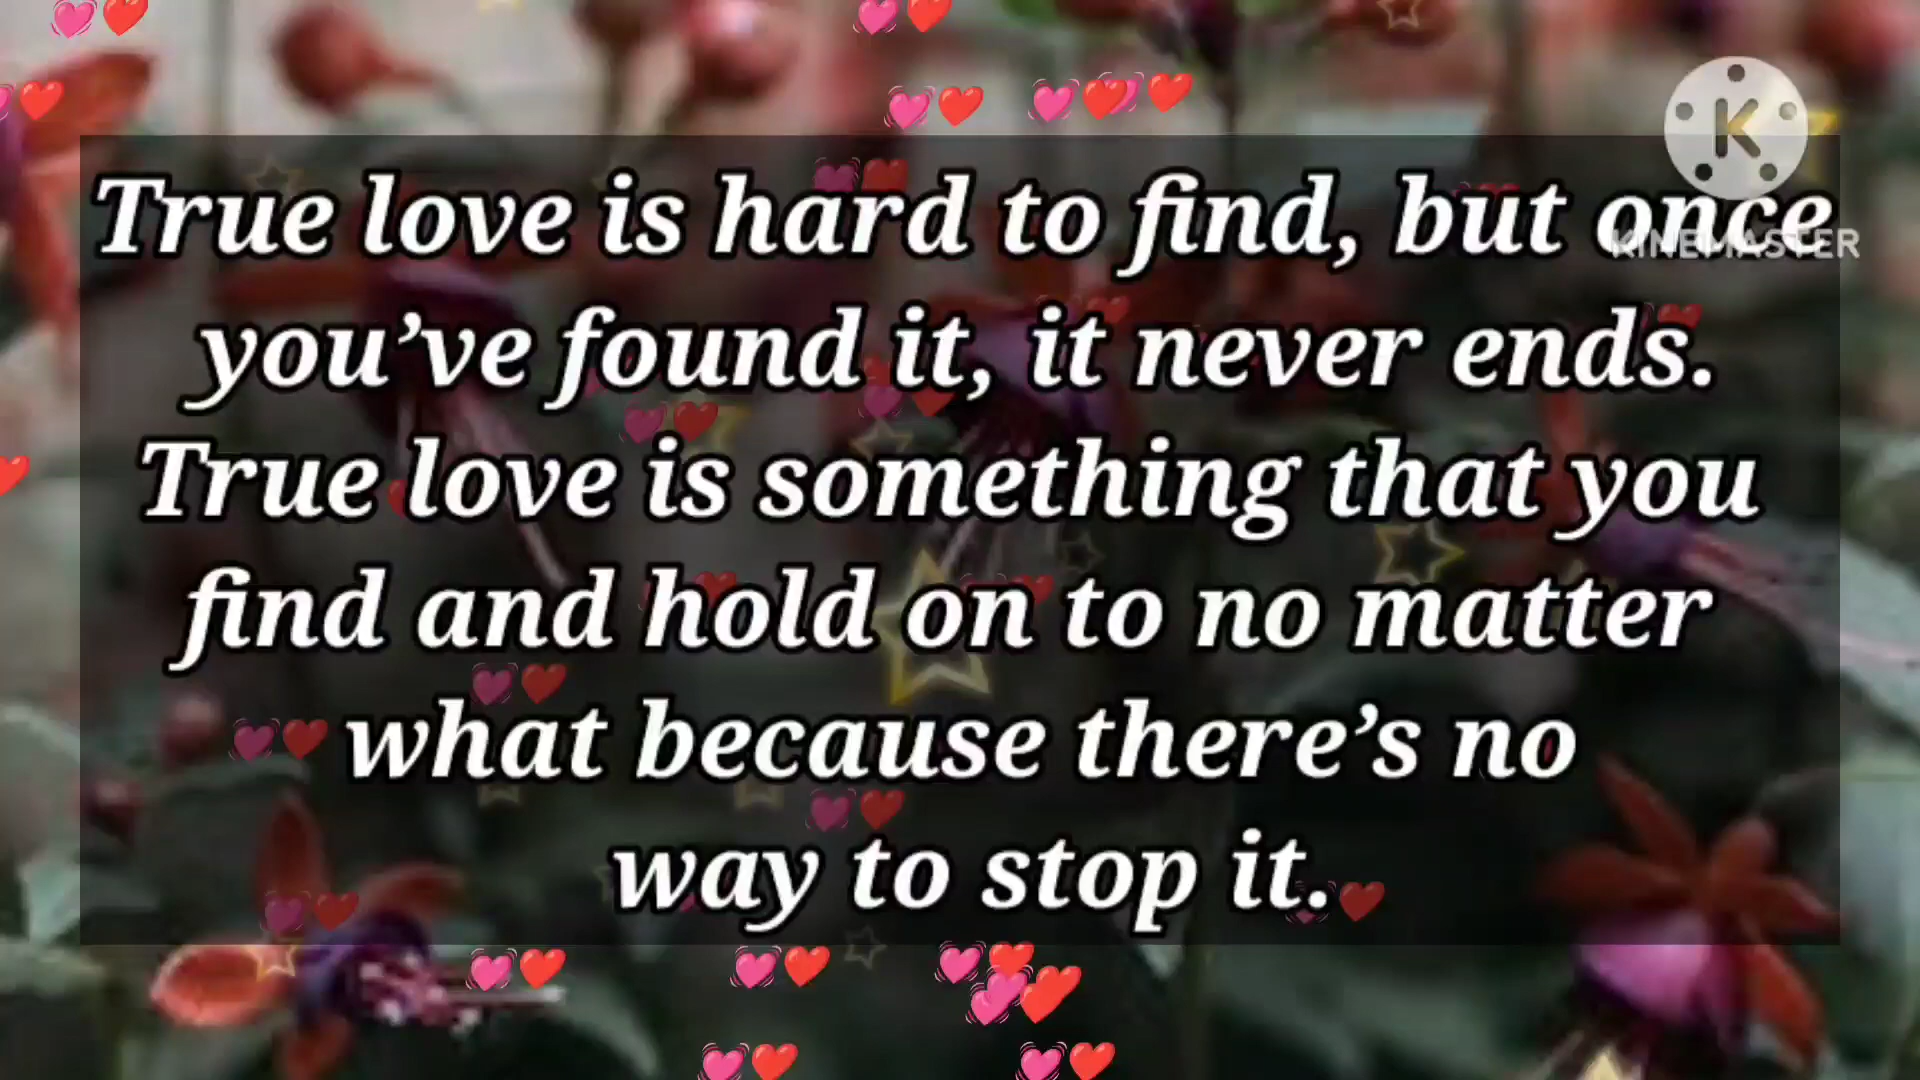 True love is hard to find, but once
you’ve found it, it never ends.
True love is something that you
find and hold on to no matter
what because there’s no
way to stop it.
K
KINEMASTER